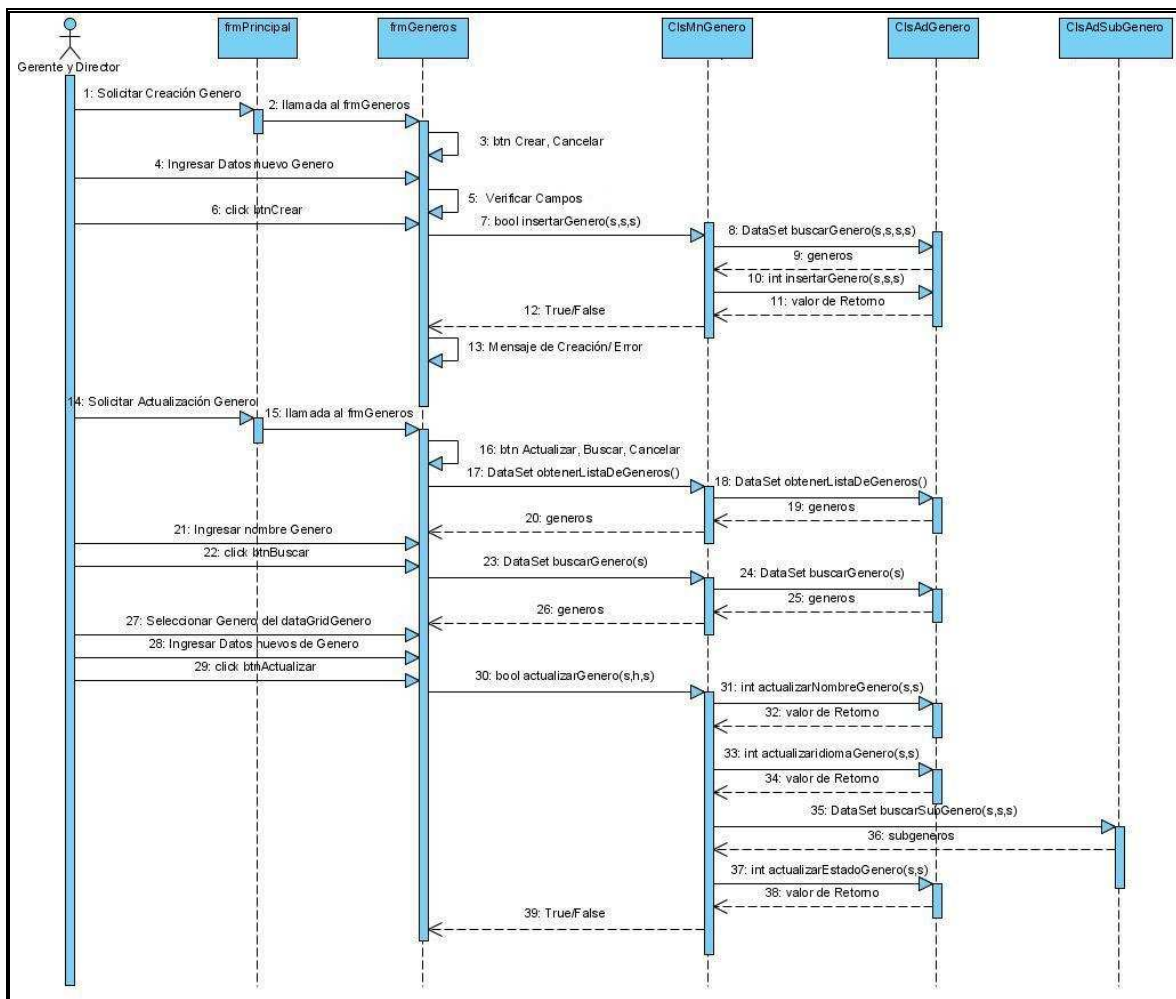 frmPrincipal
frmGeneros
ClsMnGenero
ClsAdGenero
ClsAdSubGenero
Gerente y Director
1: Solicitar Creación Genero
2: llamada al frmGeneros
3: btn Crear, Cancelar
4: Ingresar Datos nuevo Genero
5: Verificar Campos
6: click btnCrear
7: bool insertarGenero(s,s,s)
8: DataSet buscarGenero(s,s,s,s)
9: generos
10: int insertarGenero(s,s,s)
11: valor de Retorno
12: True/False
13: Mensaje de Creación/ Error
14: Solicitar Actualización Genero
15: llamada al frmGeneros
16: btn Actualizar, Buscar, Cancelar
17: DataSet obtenerListaDeGeneros()
18: DataSet obtenerListaDeGeneros()
19: generos
20: generos
21: Ingresar nombre Genero
22: click btnBuscar
23: DataSet buscarGenero(s)
24: DataSet buscarGenero(s)
25: generos
26: generos
27: Seleccionar Genero del dataGridGenero
28: Ingresar Datos nuevos de Genero
29: click btnActualizar
30: bool actualizarGenero(s,h,s)
31: int actualizarNombreGenero(s,s)
32: valor de Retorno
33: int actualizaridiomaGenero(s,s)
34: valor de Retorno
35: DataSet buscarSubGenero(s,s,s)
36: subgeneros
37: int actualizarEstadoGenero(s,s)
38: valor de Retorno
39: True/False